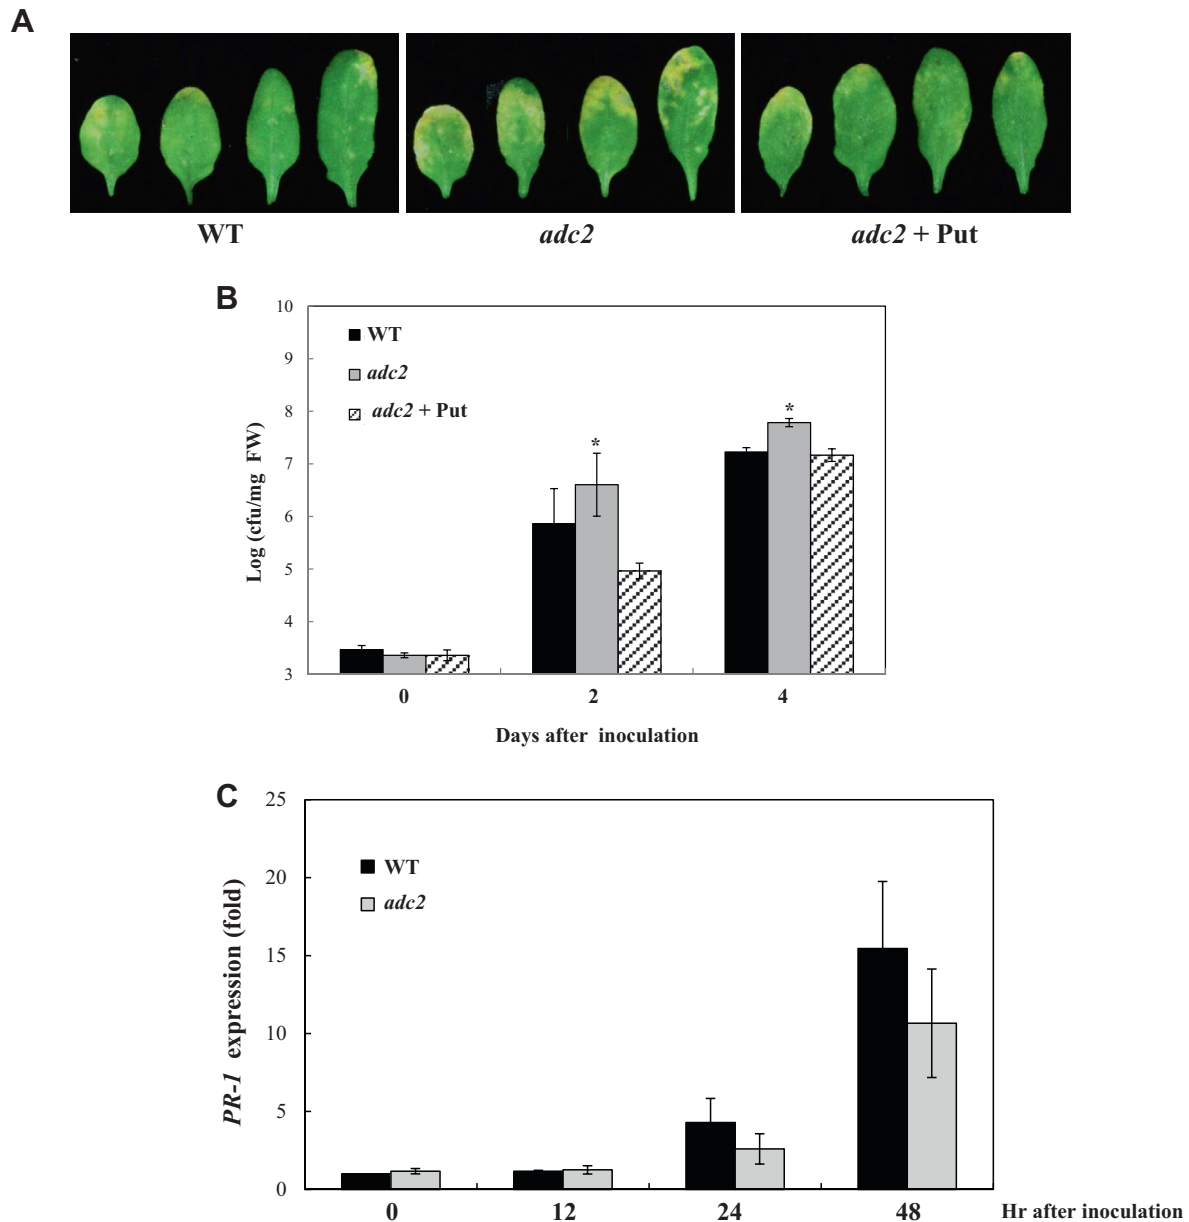 A
WT
adc2
adc2 + Put
B
10
9
8
7
6
5
4
3
Log (cfu/mg FW)
WT
adc2
adc2 + Put
*
*
0
2
4
Days after inoculation
C
25
20
15
10
5
0
PR-1 expression (fold)
WT
adc2
0
12
24
48
Hr after inoculation